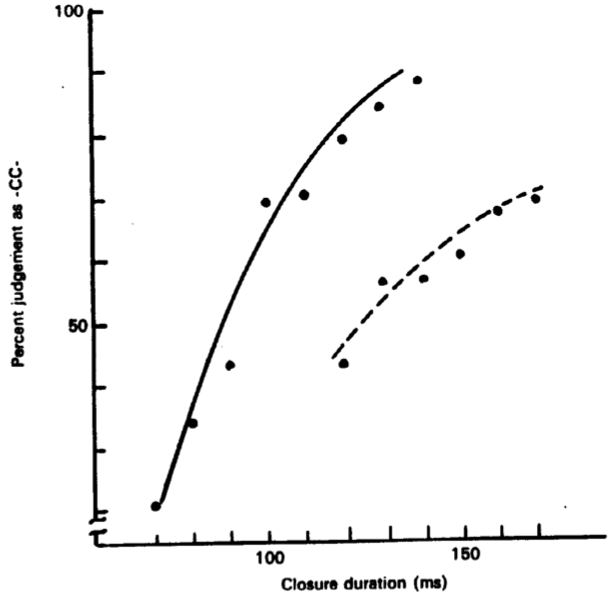 100
Percent judgement as -CC-
50
100
150
Closure duration (ms)